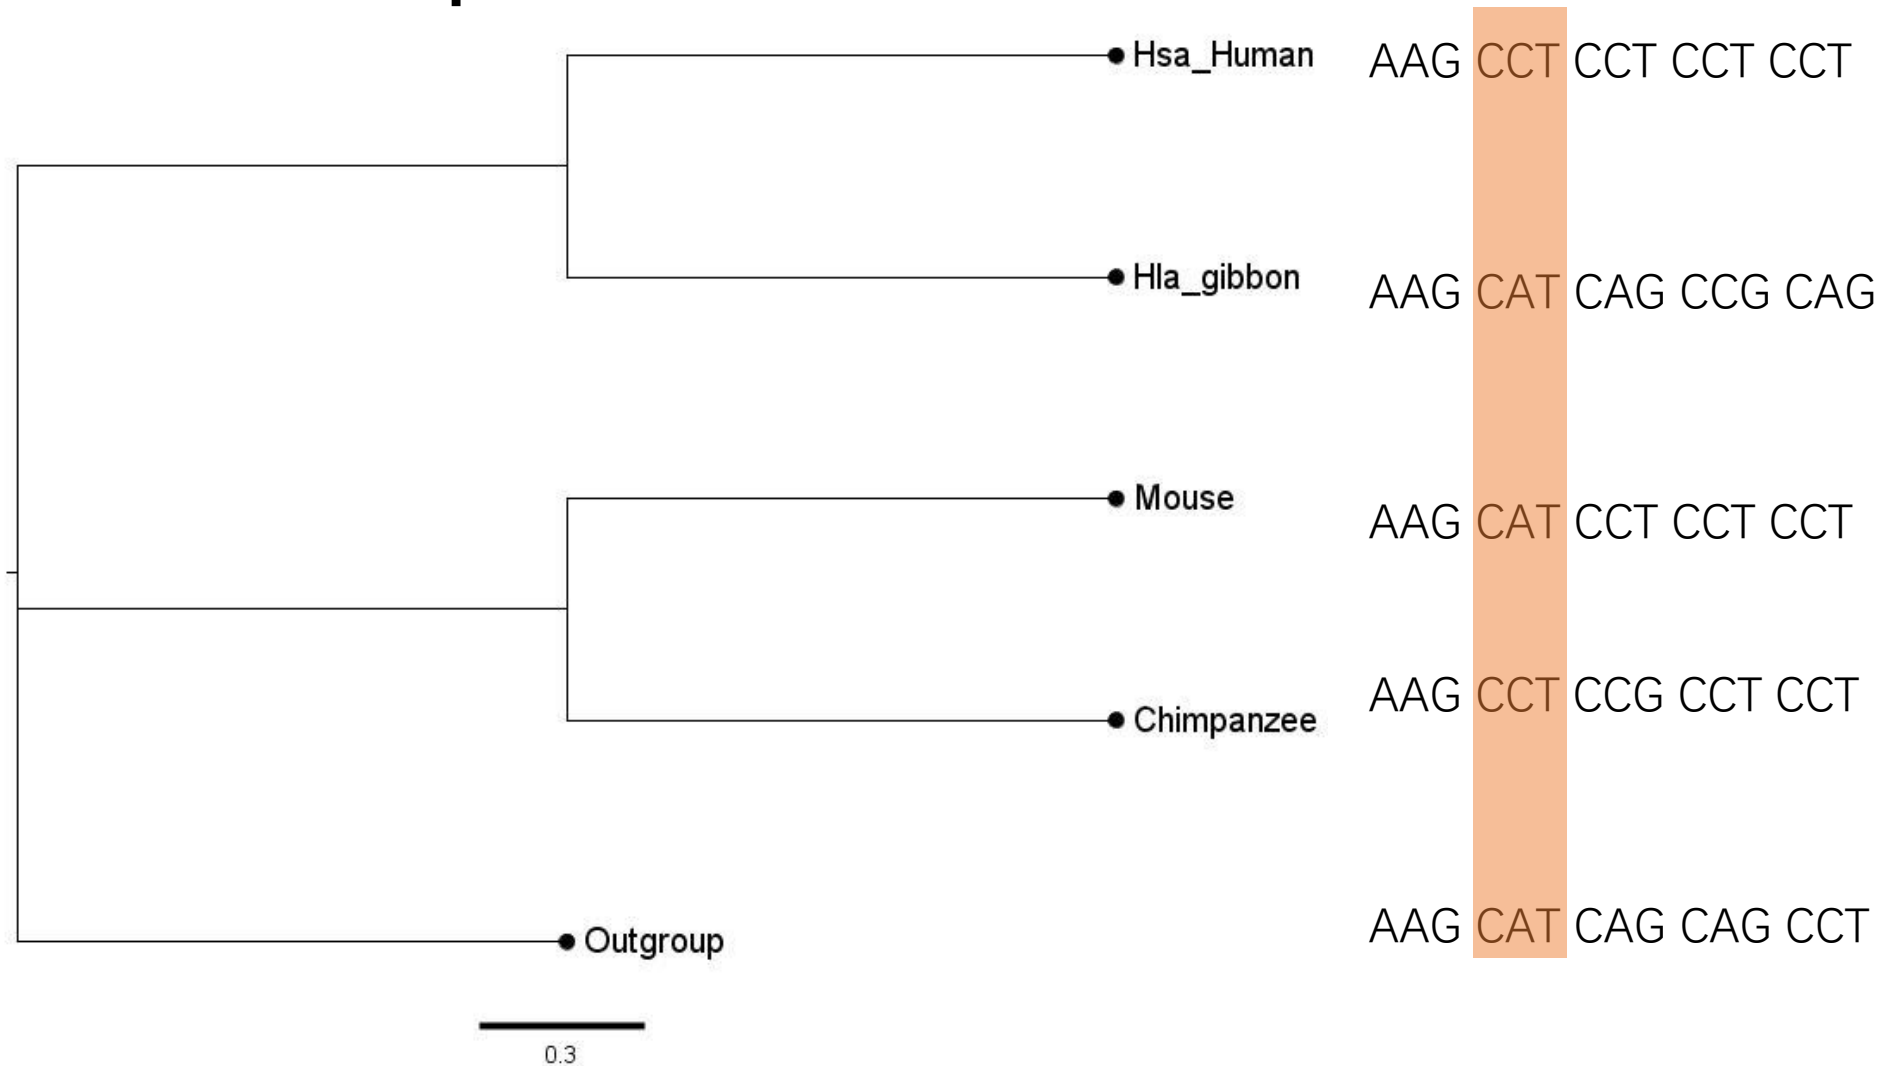 Hsa_Human AAG CCT CCT CCT CCT
Hla_gibbon AAG CAT CAG CCG CAG
Mouse AAG CAT CCT CCT CCT
Chimpanzee AAG CCT CCG CCT CCT
Outgroup AAG CAT CAG CAG CCT
0.3